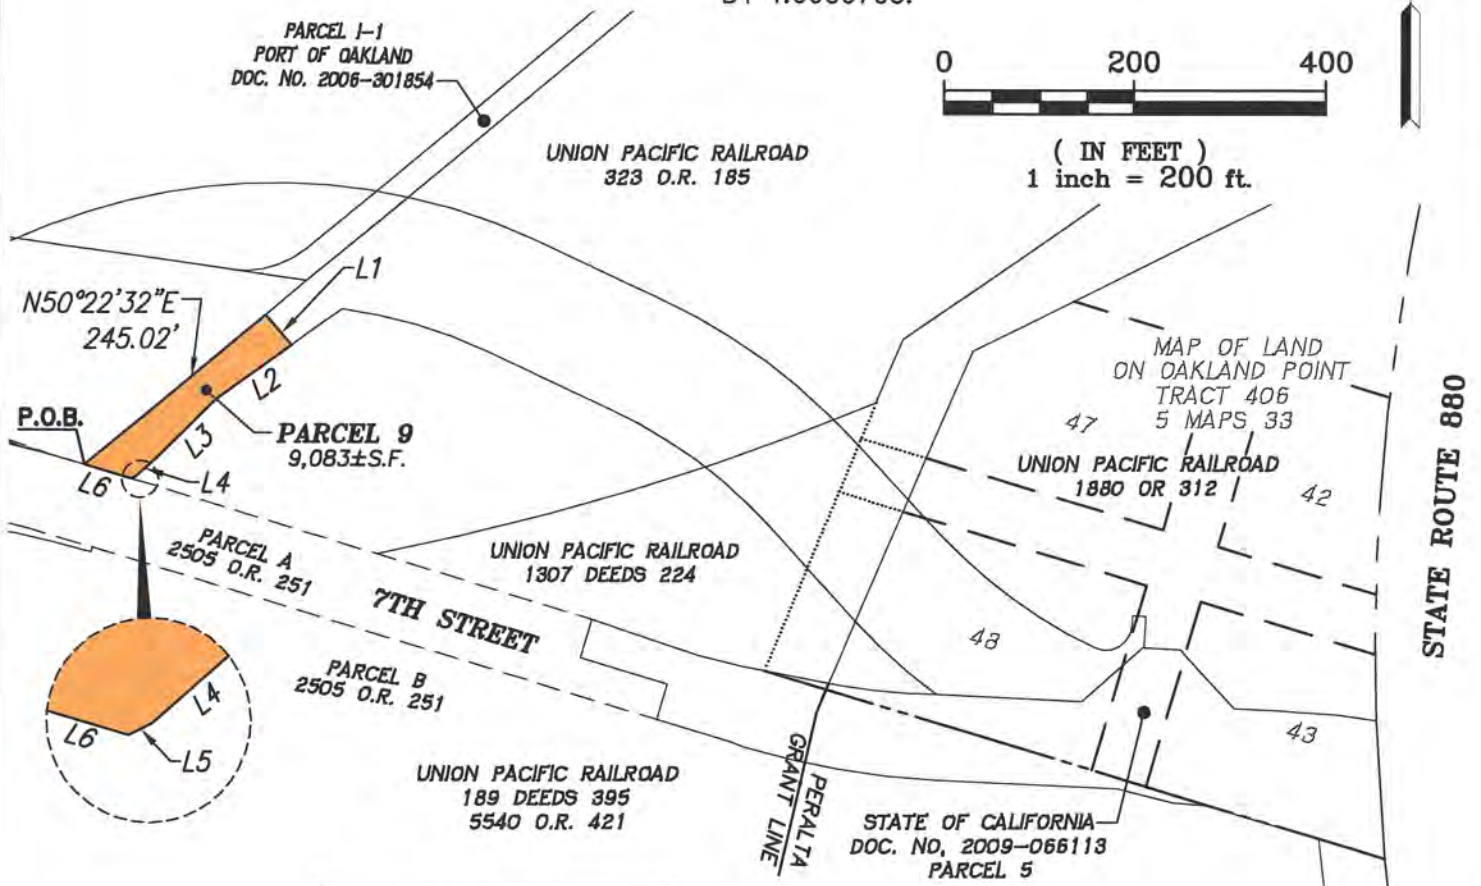 PARCEL I-1
PORT OF OAKLAND
DOC. NO. 2006-301854
0 200 400
( IN FEET )
1 inch = 200 ft.
UNION PACIFIC RAILROAD
323 O.R. 185
L1
N50°22'32"E
245.02'
L2
L3
P.O.B.
PARCEL 9
9,083±S.F.
L4
L6
MAP OF LAND
ON OAKLAND POINT
TRACT 406
5 MAPS 33
47
UNION PACIFIC RAILROAD
1880 OR 312
42
STATE ROUTE 880
PARCEL A
2505 O.R. 251
UNION PACIFIC RAILROAD
1307 DEEDS 224
7TH STREET
48
PARCEL B
2505 O.R. 251
43
L4
L6
L5
UNION PACIFIC RAILROAD
189 DEEDS 395
5540 O.R. 421
PERALTA
GRANT LINE
STATE OF CALIFORNIA
DOC. NO. 2009-066113
PARCEL 5